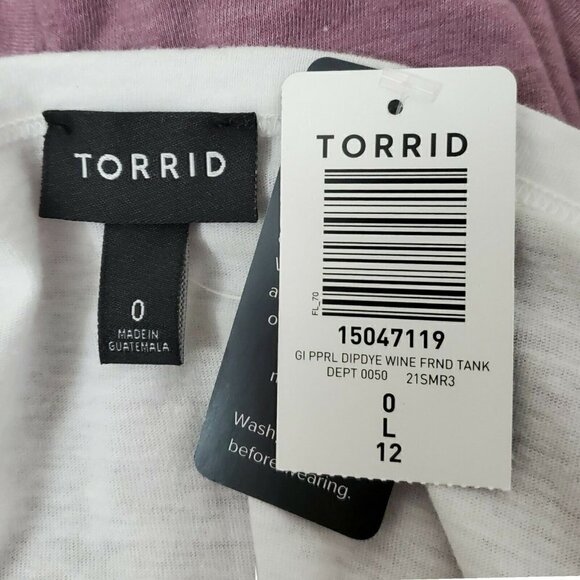 TORRID
0
MADE IN
GUATEMALA
TORRID
FL_70
15047119
GI PPRL DIPDYE WINE FRND TANK
DEPT 0050 21SMR3
0
L
12
Wash
before wearing.